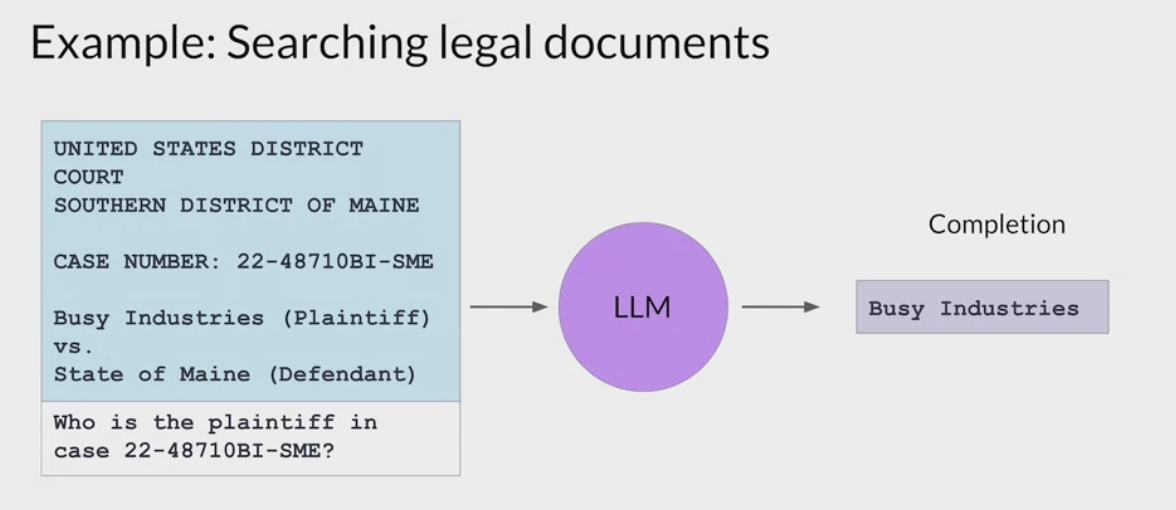 Example: Searching legal documents
UNITED STATES DISTRICT
COURT
SOUTHERN DISTRICT OF MAINE
CASE NUMBER: 22-48710BI-SME
Busy Industries (Plaintiff)
vs.
State of Maine (Defendant)
Who is the plaintiff in
case 22-48710BI-SME?
LLM
Completion
Busy Industries